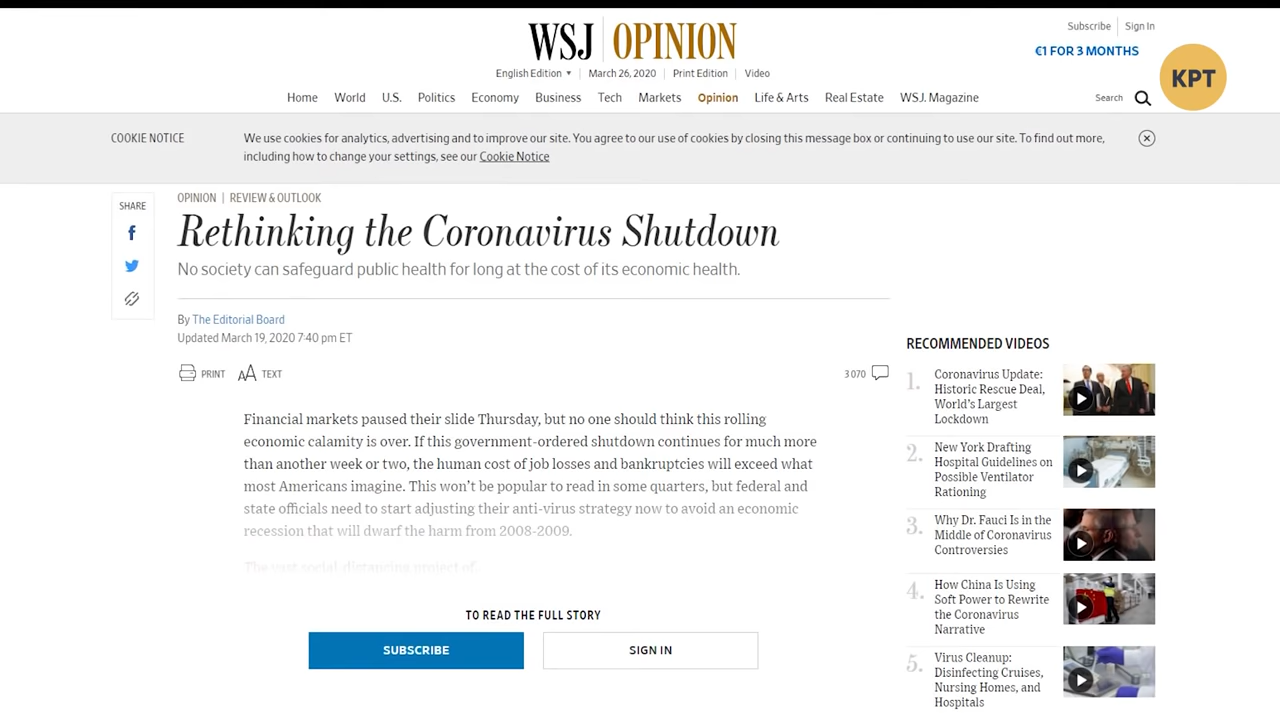 WSJ OPINION
Subscribe Sign In
€1 FOR 3 MONTHS
KPT
English Edition ▼ March 26, 2020 Print Edition Video
Home World U.S. Politics Economy Business Tech Markets Opinion Life & Arts Real Estate WSJ. Magazine Search
COOKIE NOTICE
We use cookies for analytics, advertising and to improve our site. You agree to our use of cookies by closing this message box or continuing to use our site. To find out more,
including how to change your settings, see our Cookie Notice
SHARE
OPINION | REVIEW & OUTLOOK
Rethinking the Coronavirus Shutdown
No society can safeguard public health for long at the cost of its economic health.
By The Editorial Board
Updated March 19, 2020 7:40 pm ET
PRINT AA TEXT 3 070
Financial markets paused their slide Thursday, but no one should think this rolling
economic calamity is over. If this government-ordered shutdown continues for much more
than another week or two, the human cost of job losses and bankruptcies will exceed what
most Americans imagine. This won't be popular to read in some quarters, but federal and
state officials need to start adjusting their anti-virus strategy now to avoid an economic
recession that will dwarf the harm from 2008-2009.
The vast social-distancing project of
TO READ THE FULL STORY
SUBSCRIBE SIGN IN
RECOMMENDED VIDEOS
1. Coronavirus Update:
Historic Rescue Deal,
World's Largest
Lockdown
2. New York Drafting
Hospital Guidelines on
Possible Ventilator
Rationing
3. Why Dr. Fauci Is in the
Middle of Coronavirus
Controversies
4. How China Is Using
Soft Power to Rewrite
the Coronavirus
Narrative
5. Virus Cleanup:
Disinfecting Cruises,
Nursing Homes, and
Hospitals